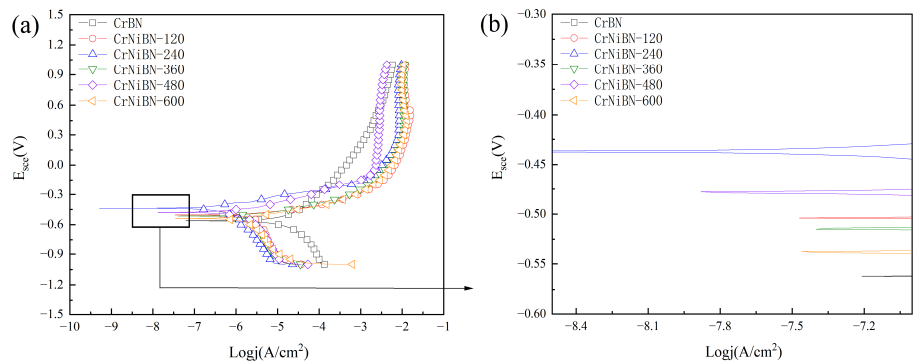 (a)
1.5
1.2
0.9
0.6
0.3
0.0
−0.3
−0.6
−0.9
−1.2
−1.5
E_sce(V)
CrBN
CrNiBN−120
CrNiBN−240
CrNiBN−360
CrNiBN−480
CrNiBN−600
−10 −9 −8 −7 −6 −5 −4 −3 −2 −1
Logj(A/cm²)
(b)
−0.30
−0.35
−0.40
−0.45
−0.50
−0.55
−0.60
E_sce(V)
CrBN
CrNiBN−120
CrNiBN−240
CrNiBN−360
CrNiBN−480
CrNiBN−600
−8.4 −8.1 −7.8 −7.5 −7.2
Logj(A/cm²)